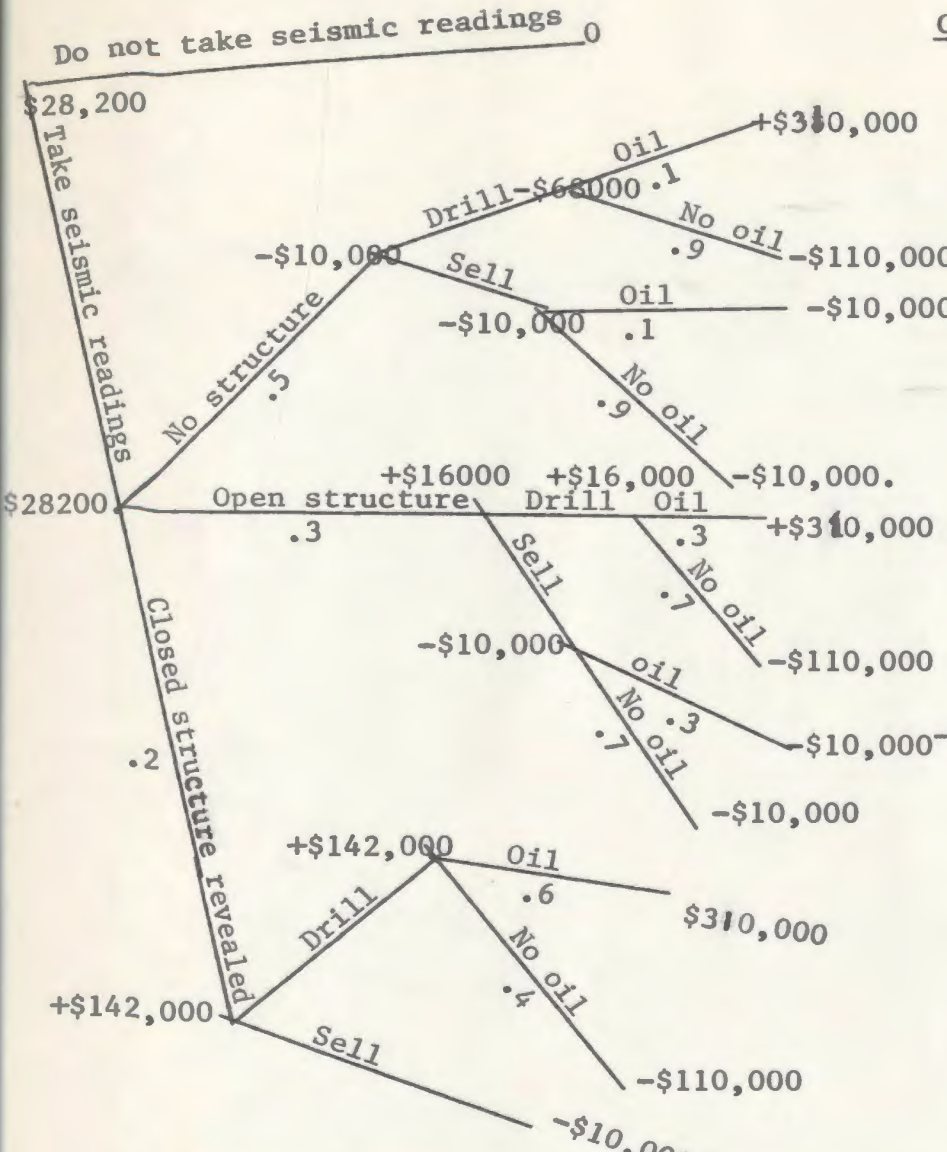 Do not take seismic readings
0
$28,200
Take seismic readings
Oil
+$310,000
.1
Drill
-$68000
No oil
.9
-$110,000
-$10,000
Sell
Oil
-$10,000
.1
-$10,000
No structure
.5
No oil
.9
-$10,000.
+$16000
+$16,000
$28200
Open structure
Drill
Oil
.3
.3
+$310,000
Sell
No oil
.7
-$110,000
-$10,000
oil
.3
-$10,000
No oil
.7
-$10,000
Closed structure revealed
.2
+$142,000
Oil
.6
$310,000
Drill
No oil
.4
+$142,000
Sell
-$110,000